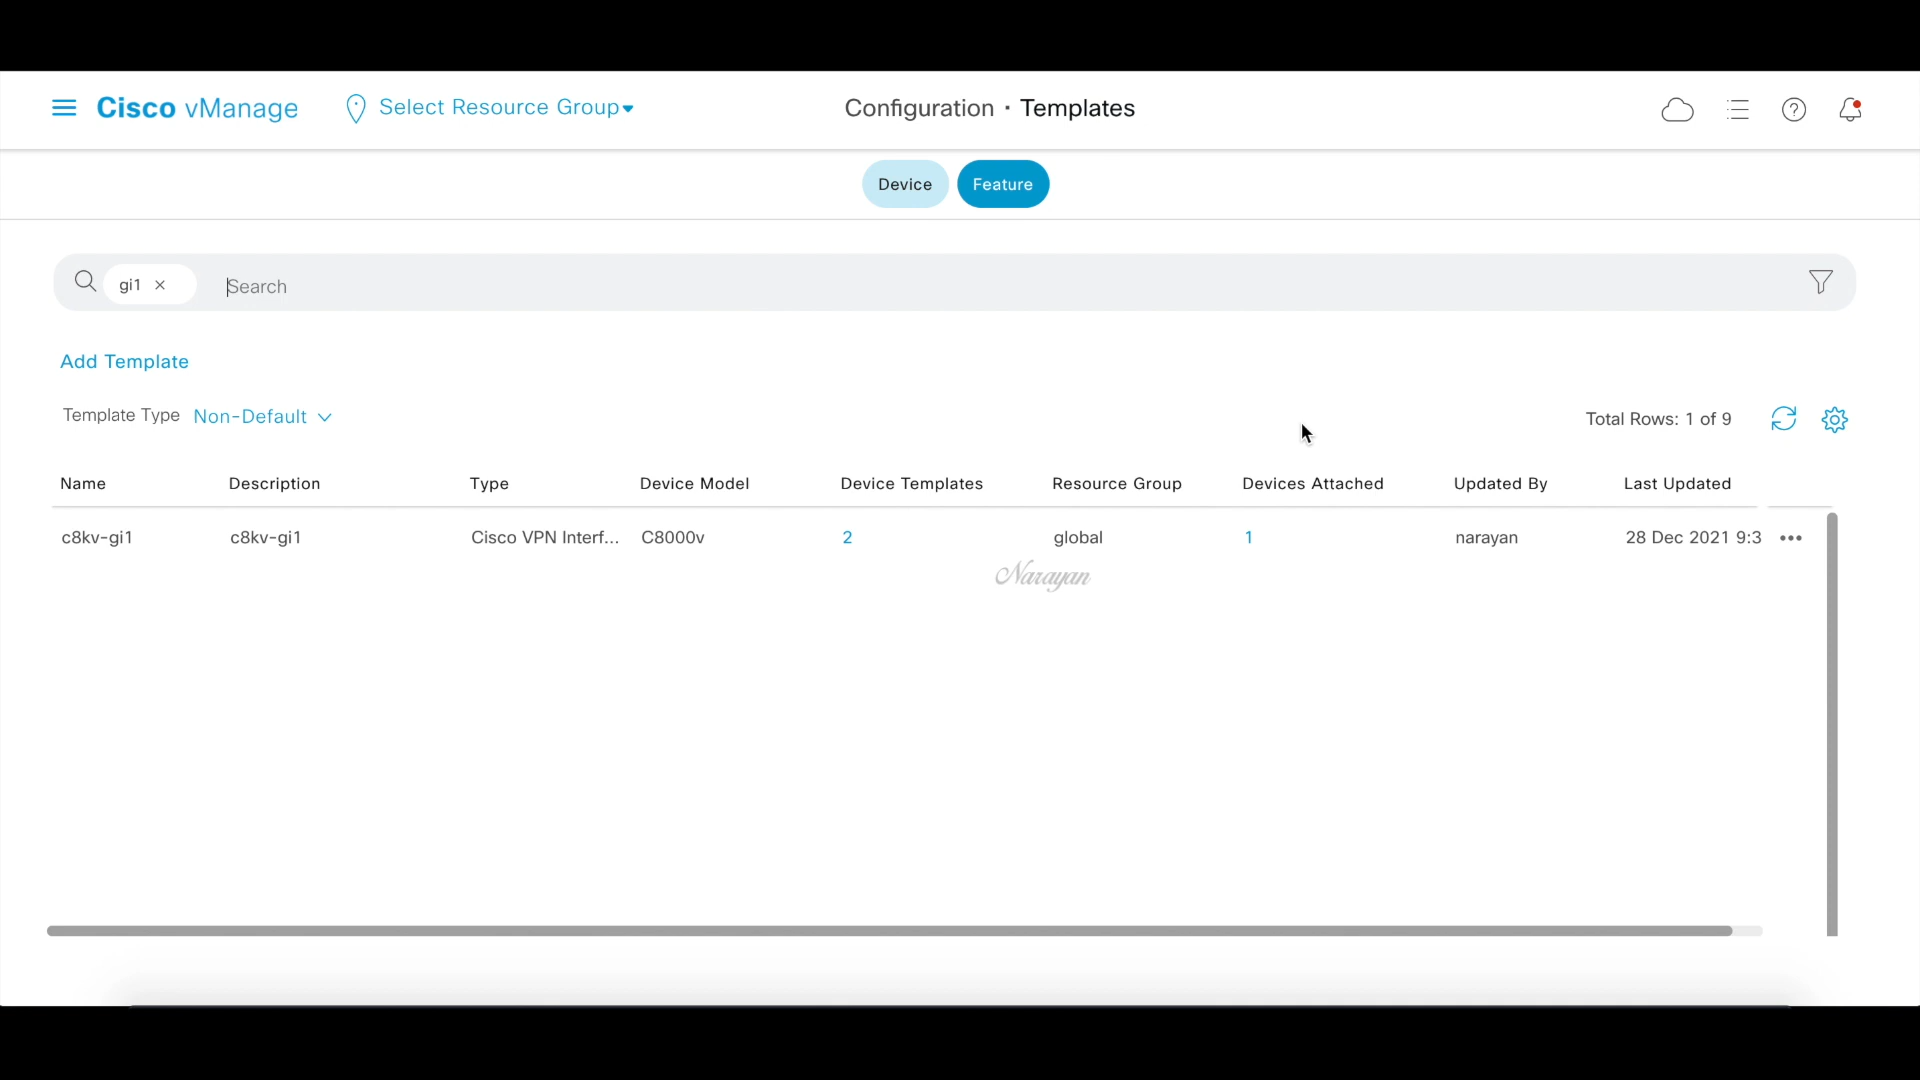 Cisco vManage Select Resource Group Configuration · Templates
Device Feature
gi1 × Search
Add Template
Template Type Non-Default Total Rows: 1 of 9
Name Description Type Device Model Device Templates Resource Group Devices Attached Updated By Last Updated
c8kv-gi1 c8kv-gi1 Cisco VPN Interf... C8000v 2 global 1 narayan 28 Dec 2021 9:3 •••
Narayan